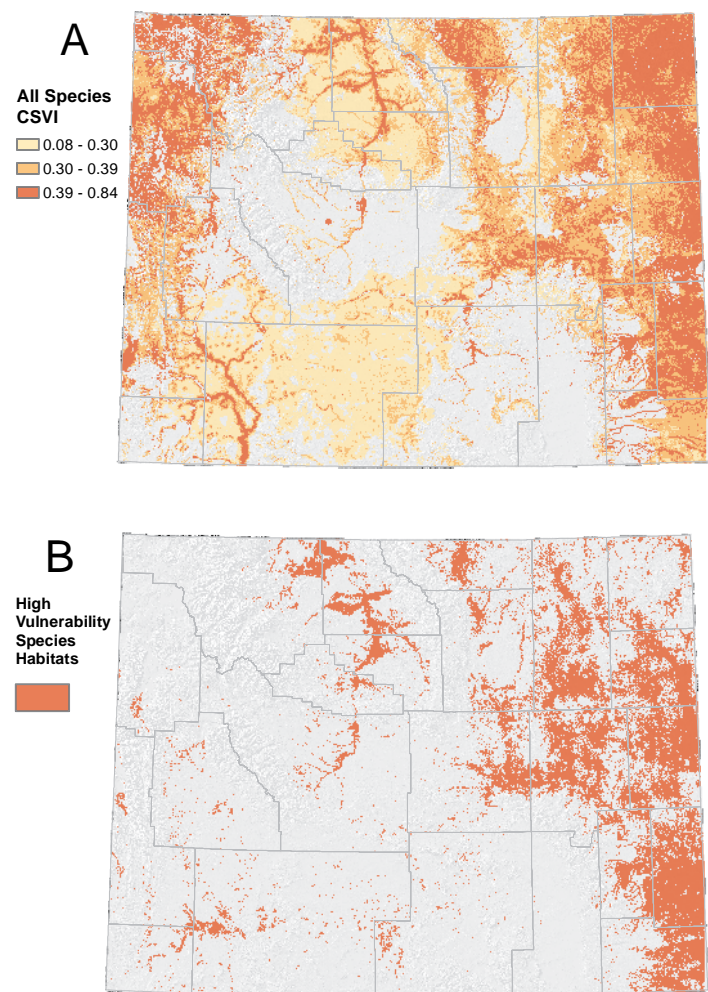 A
All Species
CSVI
0.08 - 0.30
0.30 - 0.39
0.39 - 0.84
B
High
Vulnerability
Species
Habitats